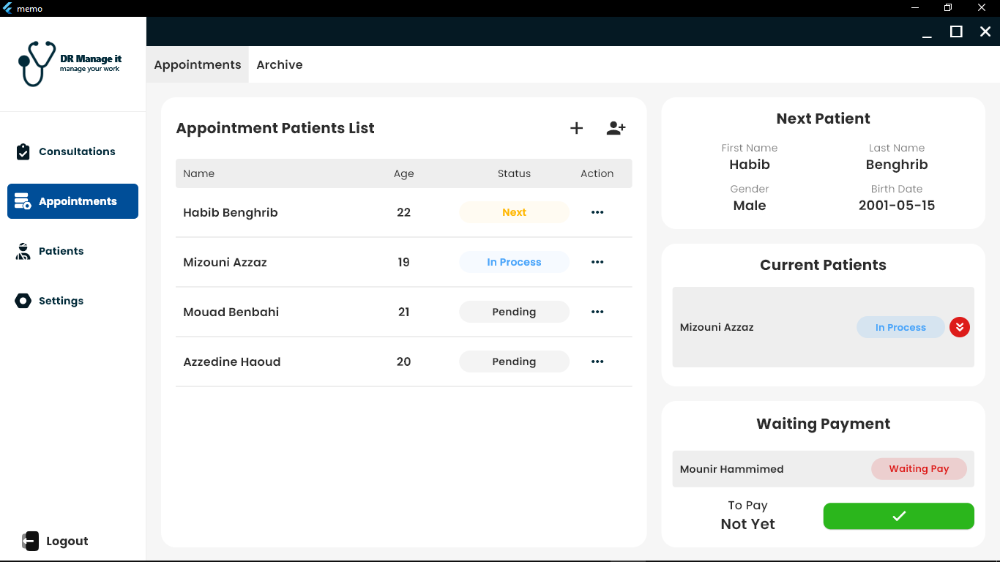 memo
DR Manage it
manage your work
Appointments
Archive
Consultations
Appointments
Patients
Settings
Logout
Appointment Patients List
Name Age Status Action
Habib Benghrib 22 Next
Mizouni Azzaz 19 In Process
Mouad Benbahi 21 Pending
Azzedine Haoud 20 Pending
Next Patient
First Name Last Name
Habib Benghrib
Gender Birth Date
Male 2001-05-15
Current Patients
Mizouni Azzaz In Process
Waiting Payment
Mounir Hammimed Waiting Pay
To Pay
Not Yet